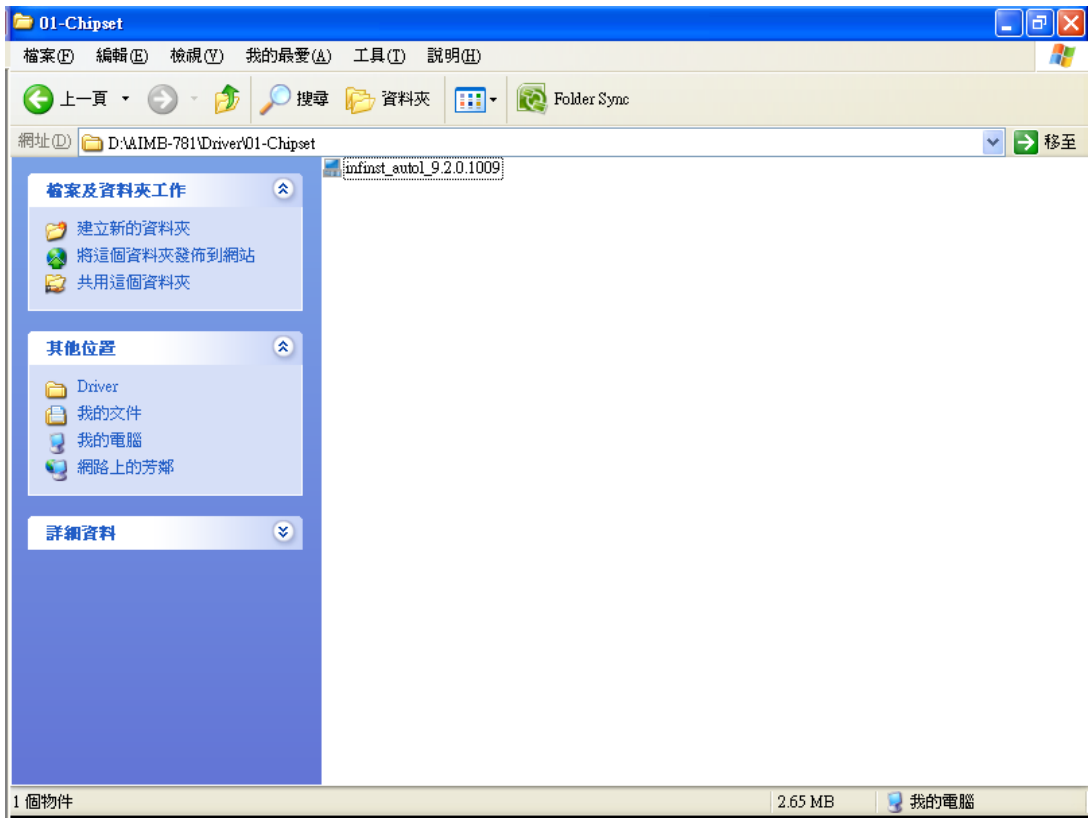 01-Chipset
檔案(F) 編輯(E) 檢視(V) 我的最愛(A) 工具(T) 說明(H)
上一頁 搜尋 資料夾 Folder Sync
網址(D) D:\AIMB-781\Driver\01-Chipset 移至
infinst_autol_9.2.0.1009
檔案及資料夾工作
建立新的資料夾
將這個資料夾發佈到網站
共用這個資料夾
其他位置
Driver
我的文件
我的電腦
網路上的芳鄰
詳細資料
1 個物件 2.65 MB 我的電腦